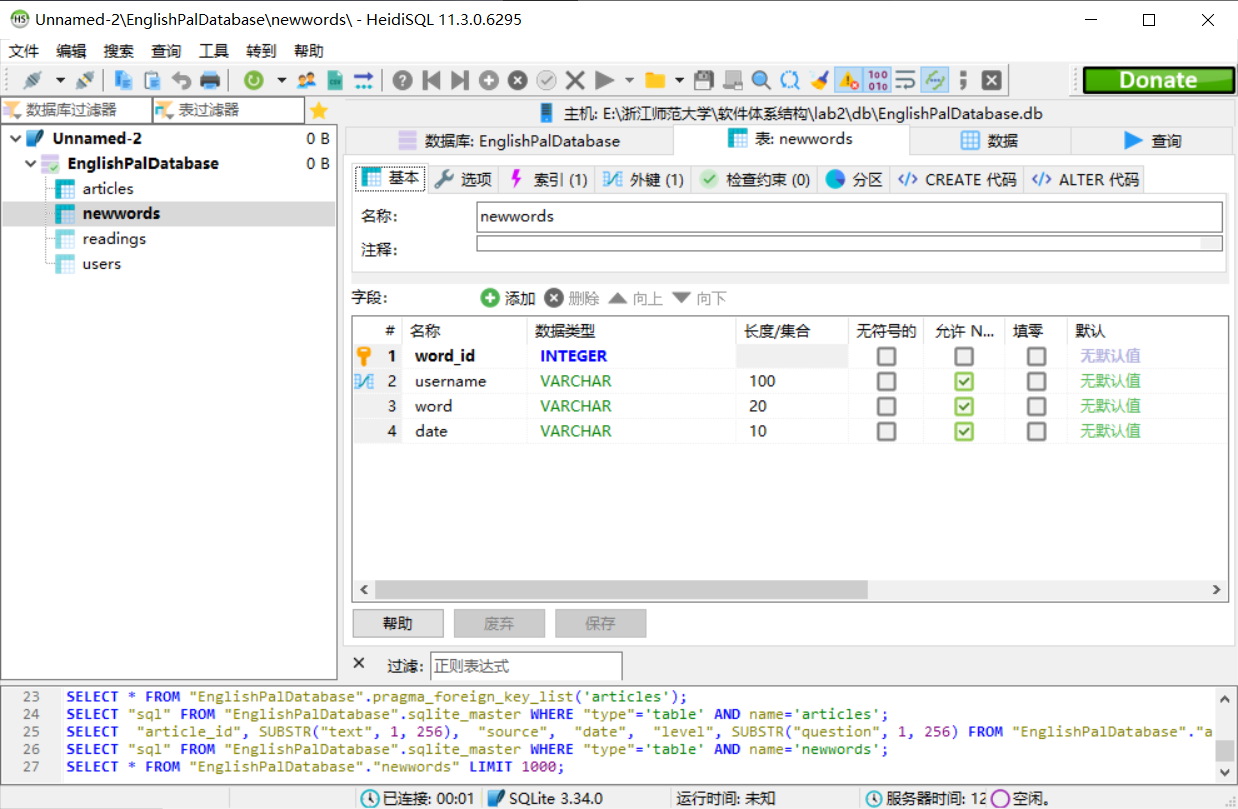 Unnamed-2\EnglishPalDatabase\newwords\ - HeidiSQL 11.3.0.6295
文件 编辑 搜索 查询 工具 转到 帮助
Donate
数据库过滤器 表过滤器
主机: E:\浙江师范大学\软件体系结构\lab2\db\EnglishPalDatabase.db
Unnamed-2 0 B
EnglishPalDatabase 0 B
articles
newwords
readings
users
数据库: EnglishPalDatabase 表: newwords 数据 查询
基本 选项 索引 (1) 外键 (1) 检查约束 (0) 分区 CREATE 代码 ALTER 代码
名称: newwords
注释:
字段: 添加 删除 向上 向下
# 名称 数据类型 长度/集合 无符号的 允许 N... 填零 默认
1 word_id INTEGER 无默认值
2 username VARCHAR 100 无默认值
3 word VARCHAR 20 无默认值
4 date VARCHAR 10 无默认值
帮助 废弃 保存
过滤: 正则表达式
23 SELECT * FROM "EnglishPalDatabase".pragma_foreign_key_list('articles');
24 SELECT "sql" FROM "EnglishPalDatabase".sqlite_master WHERE "type"='table' AND name='articles';
25 SELECT "article_id", SUBSTR("text", 1, 256), "source", "date", "level", SUBSTR("question", 1, 256) FROM "EnglishPalDatabase"."a
26 SELECT "sql" FROM "EnglishPalDatabase".sqlite_master WHERE "type"='table' AND name='newwords';
27 SELECT * FROM "EnglishPalDatabase"."newwords" LIMIT 1000;
已连接: 00:01 SQLite 3.34.0 运行时间: 未知 服务器时间: 12 空闲。